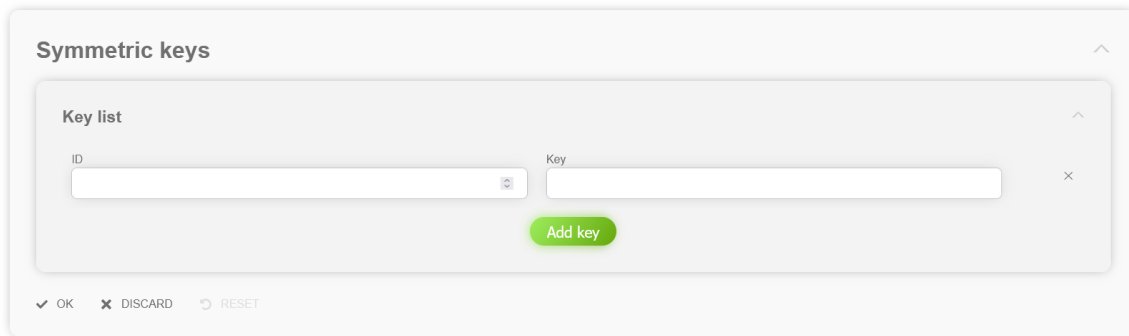 Symmetric keys
Key list
ID Key
Add key
OK DISCARD RESET